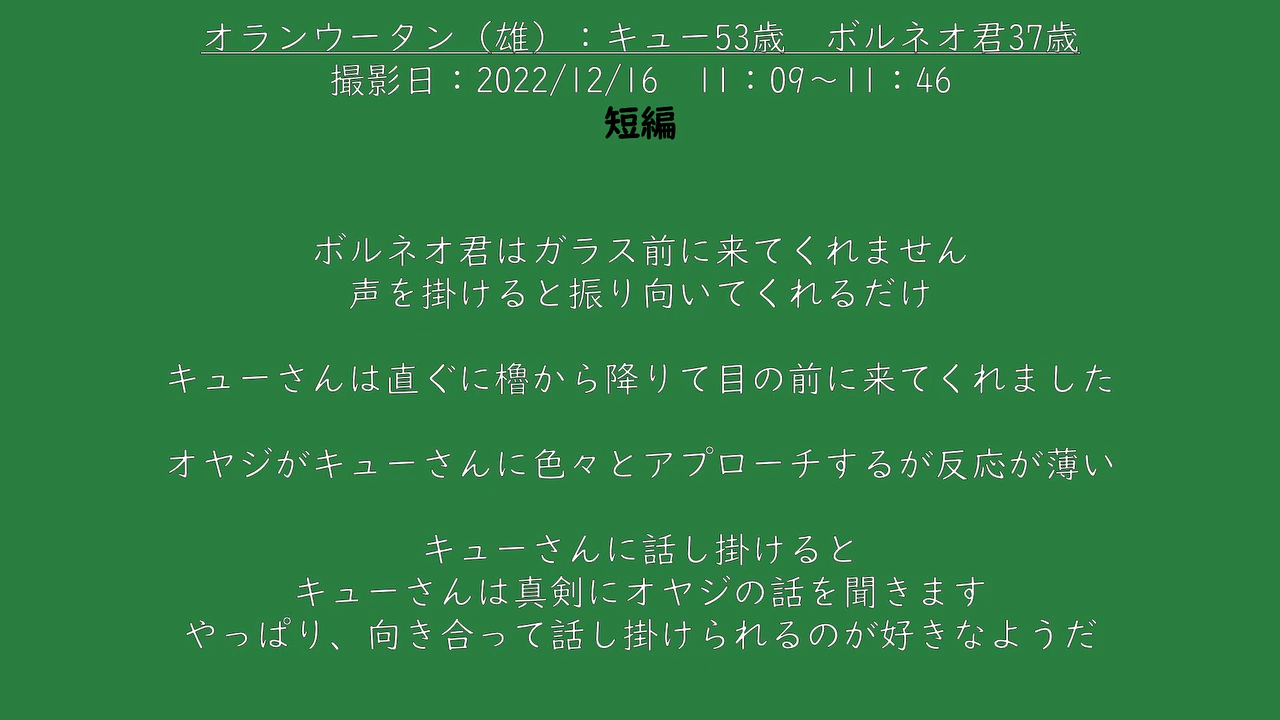 オランウータン（雄）：キュー53歳　ボルネオ君37歳
撮影日：2022/12/16　11：09～11：46
短編
ボルネオ君はガラス前に来てくれません
声を掛けると振り向いてくれるだけ
キューさんは直ぐに櫓から降りて目の前に来てくれました
オヤジがキューさんに色々とアプローチするが反応が薄い
キューさんに話し掛けると
キューさんは真剣にオヤジの話を聞きます
やっぱり、向き合って話し掛けられるのが好きなようだ